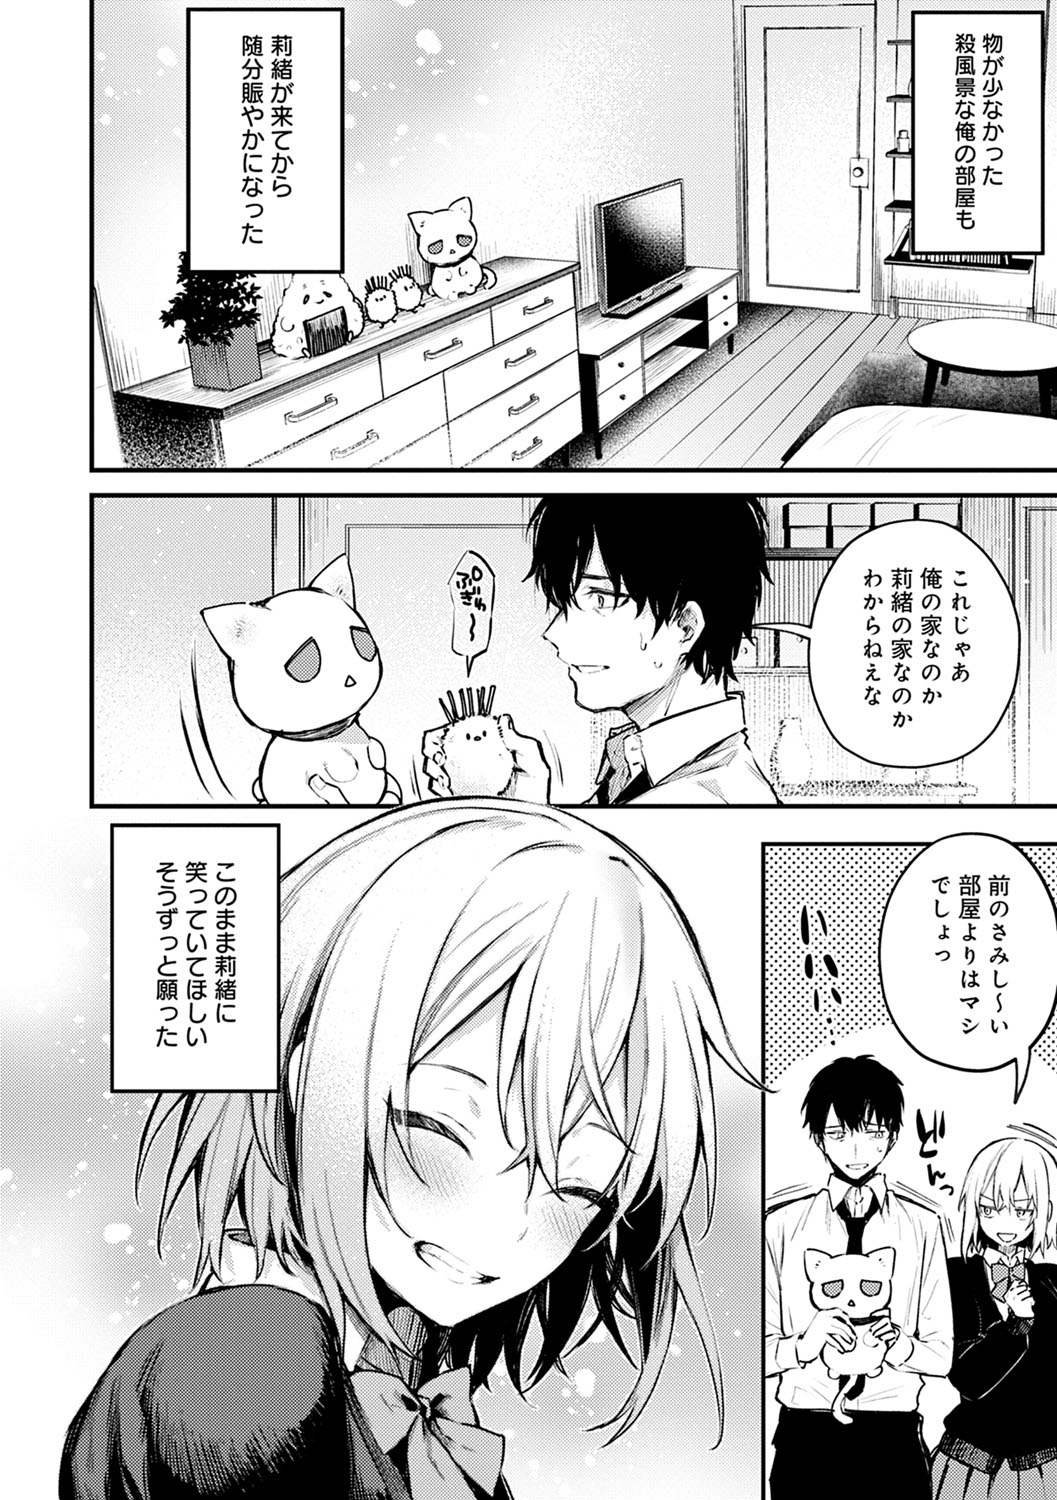 物が少なかった
殺風景な俺の部屋も
莉緒が来てから
随分賑やかになった
これじゃあ
俺の家なのか
莉緒の家なのか
わからねえな
ぷぎゅ〜
前のさみし〜い
部屋よりはマシ
でしょっ
どんっ
このまま莉緒に
笑っていてほしい
そうずっと願った